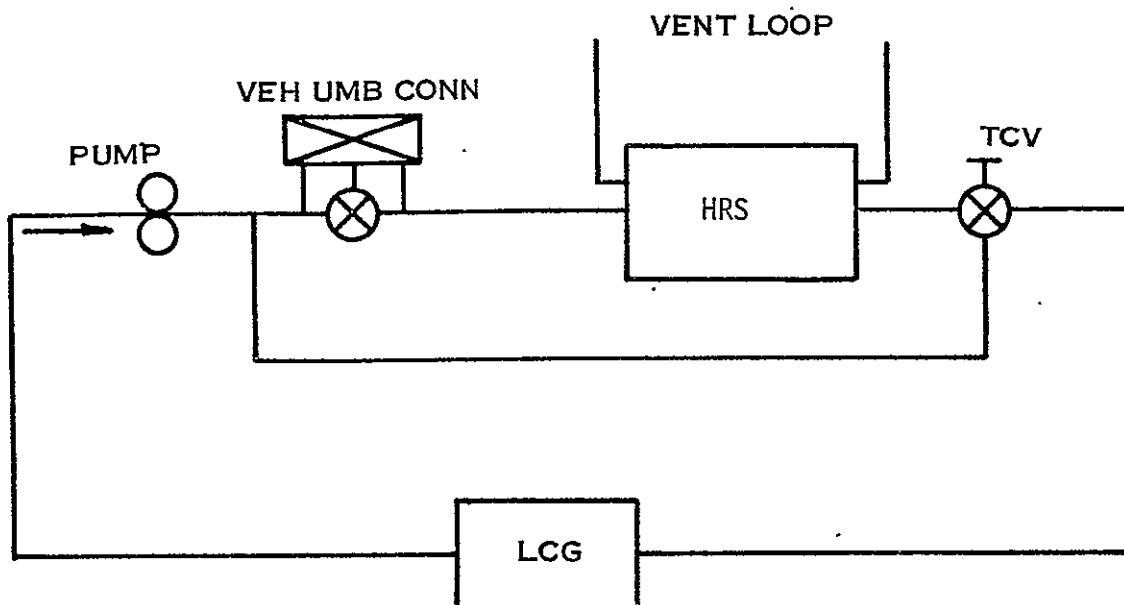 VENT LOOP
VEH UMB CONN
TCV
PUMP
HRS
LCG